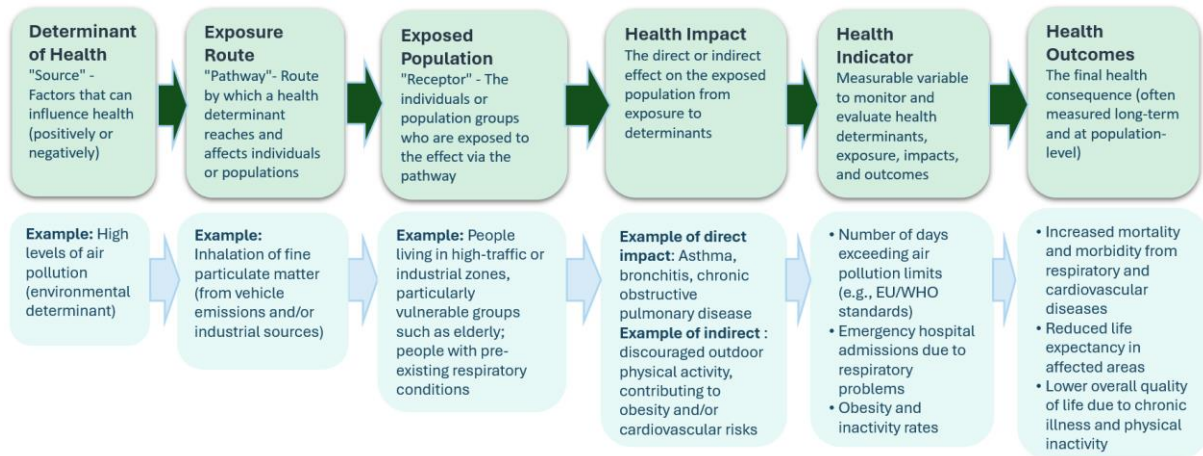 Determinant
of Health
"Source" -
Factors that can
influence health
(positively or
negatively)
Exposure
Route
"Pathway"- Route
by which a health
determinant
reaches and
affects individuals
or populations
Exposed
Population
"Receptor" - The
individuals or
population groups
who are exposed to
the effect via the
pathway
Health Impact
The direct or indirect
effect on the exposed
population from
exposure to
determinants
Health
Indicator
Measurable variable
to monitor and
evaluate health
determinants,
exposure, impacts,
and outcomes
Health
Outcomes
The final health
consequence (often
measured long-term
and at population-
level)
Example: High
levels of air
pollution
(environmental
determinant)
Example:
Inhalation of fine
particulate matter
(from vehicle
emissions and/or
industrial sources)
Example: People
living in high-traffic or
industrial zones,
particularly
vulnerable groups
such as elderly;
people with pre-
existing respiratory
conditions
Example of direct
impact: Asthma,
bronchitis, chronic
obstructive
pulmonary disease
Example of indirect :
discouraged outdoor
physical activity,
contributing to
obesity and/or
cardiovascular risks
• Number of days
exceeding air
pollution limits
(e.g., EU/WHO
standards)
• Emergency hospital
admissions due to
respiratory
problems
• Obesity and
inactivity rates
• Increased mortality
and morbidity from
respiratory and
cardiovascular
diseases
• Reduced life
expectancy in
affected areas
• Lower overall quality
of life due to chronic
illness and physical
inactivity